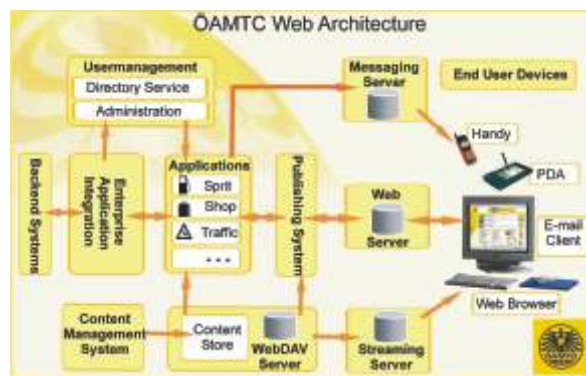 ÖAMTC Web Architecture
Usermanagement
Directory Service
Administration
Messaging
Server
End User Devices
Handy
PDA
Backend Systems
Enterprise
Application
Integration
Applications
Sprit
Shop
Traffic
...
Publishing System
Web
Server
E-mail
Client
Web Browser
Content
Management
System
Content
Store
WebDAV
Server
Streaming
Server
ÖAMTC